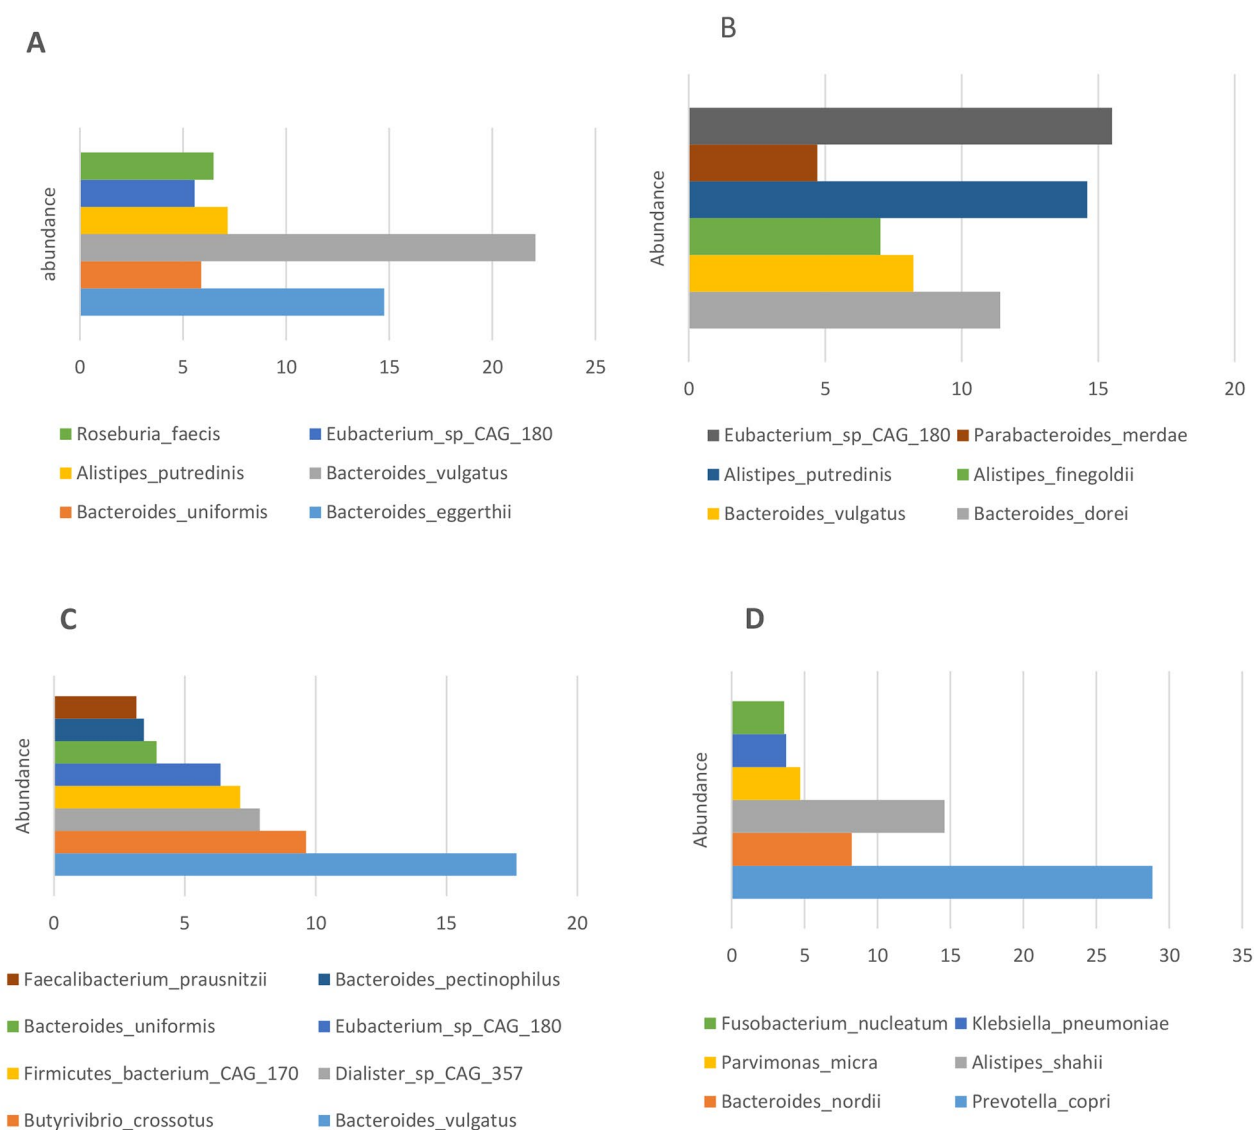 A
abundance
0 5 10 15 20 25
Roseburia_faecis Eubacterium_sp_CAG_180
Alistipes_putredinis Bacteroides_vulgatus
Bacteroides_uniformis Bacteroides_eggerthii
B
Abundance
0 5 10 15 20
Eubacterium_sp_CAG_180 Parabacteroides_merdae
Alistipes_putredinis Alistipes_finegoldii
Bacteroides_vulgatus Bacteroides_dorei
C
Abundance
0 5 10 15 20
Faecalibacterium_prausnitzii Bacteroides_pectinophilus
Bacteroides_uniformis Eubacterium_sp_CAG_180
Firmicutes_bacterium_CAG_170 Dialister_sp_CAG_357
Butyrivibrio_crossotus Bacteroides_vulgatus
D
Abundance
0 5 10 15 20 25 30 35
Fusobacterium_nucleatum Klebsiella_pneumoniae
Parvimonas_micra Alistipes_shahii
Bacteroides_nordii Prevotella_copri